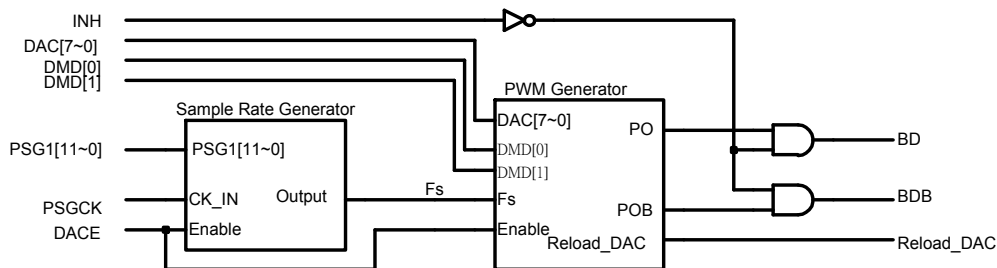 INH
DAC[7~0]
DMD[0]
DMD[1]
PWM Generator
Sample Rate Generator
DAC[7~0]
PO
BD
PSG1[11~0]
PSG1[11~0]
DMD[0]
DMD[1]
Fs
PSGCK
CK_IN
Output
Fs
POB
BDB
DACE
Enable
Enable
Reload_DAC
Reload_DAC